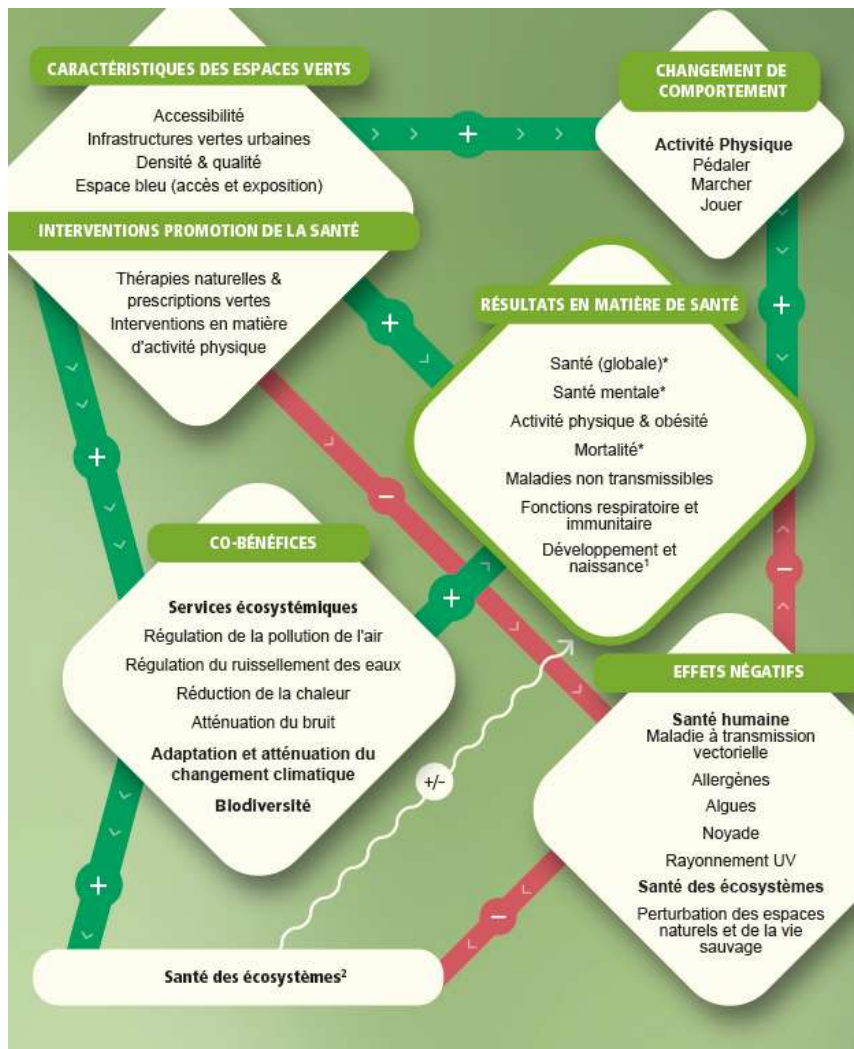 CARACTÉRISTIQUES DES ESPACES VERTS
Accessibilité
Infrastructures vertes urbaines
Densité & qualité
Espace bleu (accès et exposition)
INTERVENTIONS PROMOTION DE LA SANTÉ
Thérapies naturelles &
prescriptions vertes
Interventions en matière
d'activité physique
+
CHANGEMENT DE
COMPORTEMENT
Activité Physique
Pédaler
Marcher
Jouer
+
+
RÉSULTATS EN MATIÈRE DE SANTÉ
Santé (globale)*
Santé mentale*
Activité physique & obésité
Mortalité*
Maladies non transmissibles
Fonctions respiratoire et
immunitaire
Développement et
naissance¹
+
−
CO-BÉNÉFICES
Services écosystémiques
Régulation de la pollution de l'air
Régulation du ruissellement des eaux
Réduction de la chaleur
Atténuation du bruit
Adaptation et atténuation du
changement climatique
Biodiversité
+
−
+/−
EFFETS NÉGATIFS
Santé humaine
Maladie à transmission
vectorielle
Allergènes
Algues
Noyade
Rayonnement UV
Santé des écosystèmes
Perturbation des espaces
naturels et de la vie
sauvage
+
−
Santé des écosystèmes²